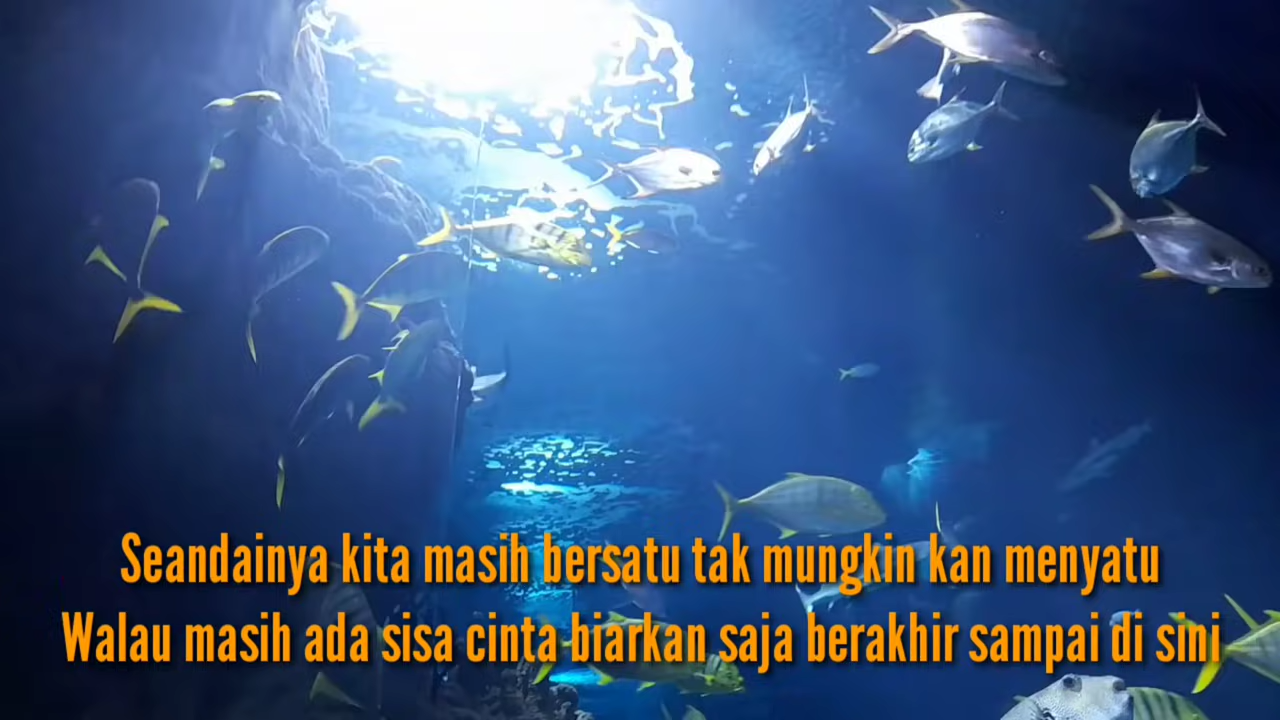 Seandainya kita masih bersatu tak mungkin kan menyatu
Walau masih ada sisa cinta biarkan saja berakhir sampai di sini